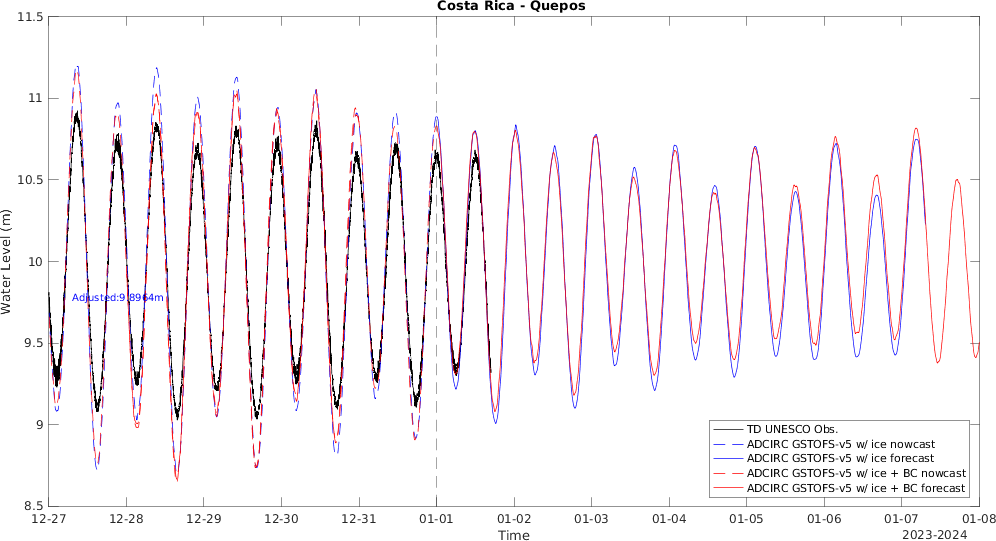 Costa Rica - Quepos
Water Level (m)
11.5
11
10.5
10
9.5
9
8.5
Adjusted:9.8964m
TD UNESCO Obs.
ADCIRC GSTOFS-v5 w/ ice nowcast
ADCIRC GSTOFS-v5 w/ ice forecast
ADCIRC GSTOFS-v5 w/ ice + BC nowcast
ADCIRC GSTOFS-v5 w/ ice + BC forecast
12-27 12-28 12-29 12-30 12-31 01-01 01-02 01-03 01-04 01-05 01-06 01-07 01-08
Time
2023-2024